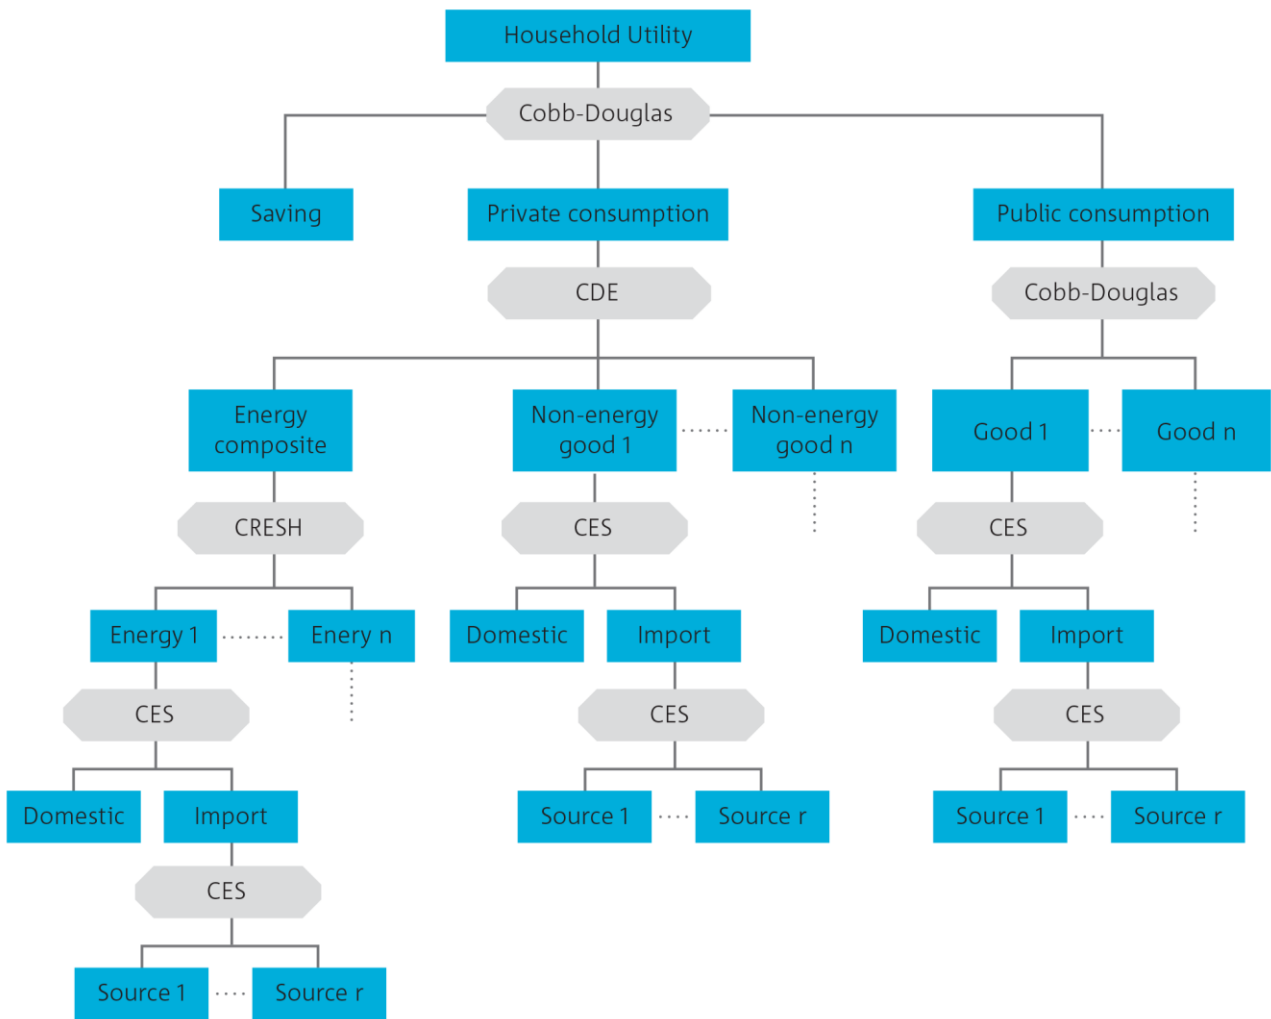 Household Utility
Cobb-Douglas
Saving
Private consumption
Public consumption
CDE
Cobb-Douglas
Energy
composite
Non-energy
good 1
Non-energy
good n
Good 1
Good n
CRESH
CES
CES
Energy 1
Enery n
Domestic
Import
Domestic
Import
CES
CES
CES
Domestic
Import
Source 1
Source r
Source 1
Source r
CES
Source 1
Source r